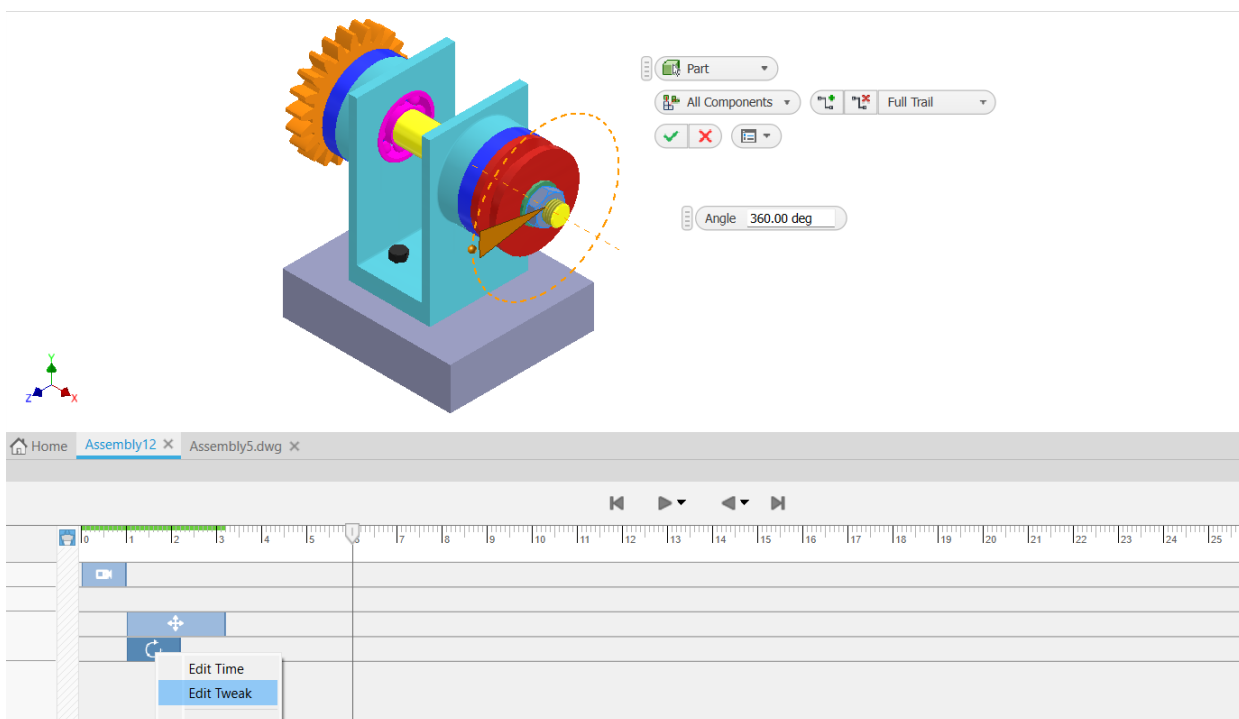 Part
All Components Full Trail
Angle 360.00 deg
Y
Z X
Home Assembly12 Assembly5.dwg
0 1 2 3 4 5 6 7 8 9 10 11 12 13 14 15 16 17 18 19 20 21 22 23 24 25
Edit Time
Edit Tweak